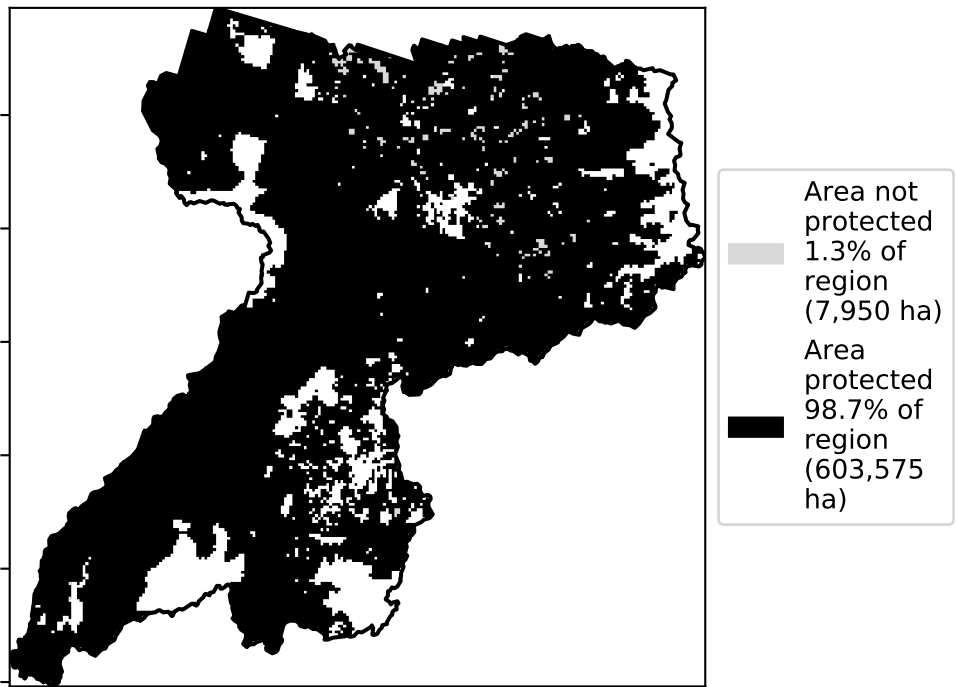 Area not
protected
1.3% of
region
(7,950 ha)
Area
protected
98.7% of
region
(603,575
ha)